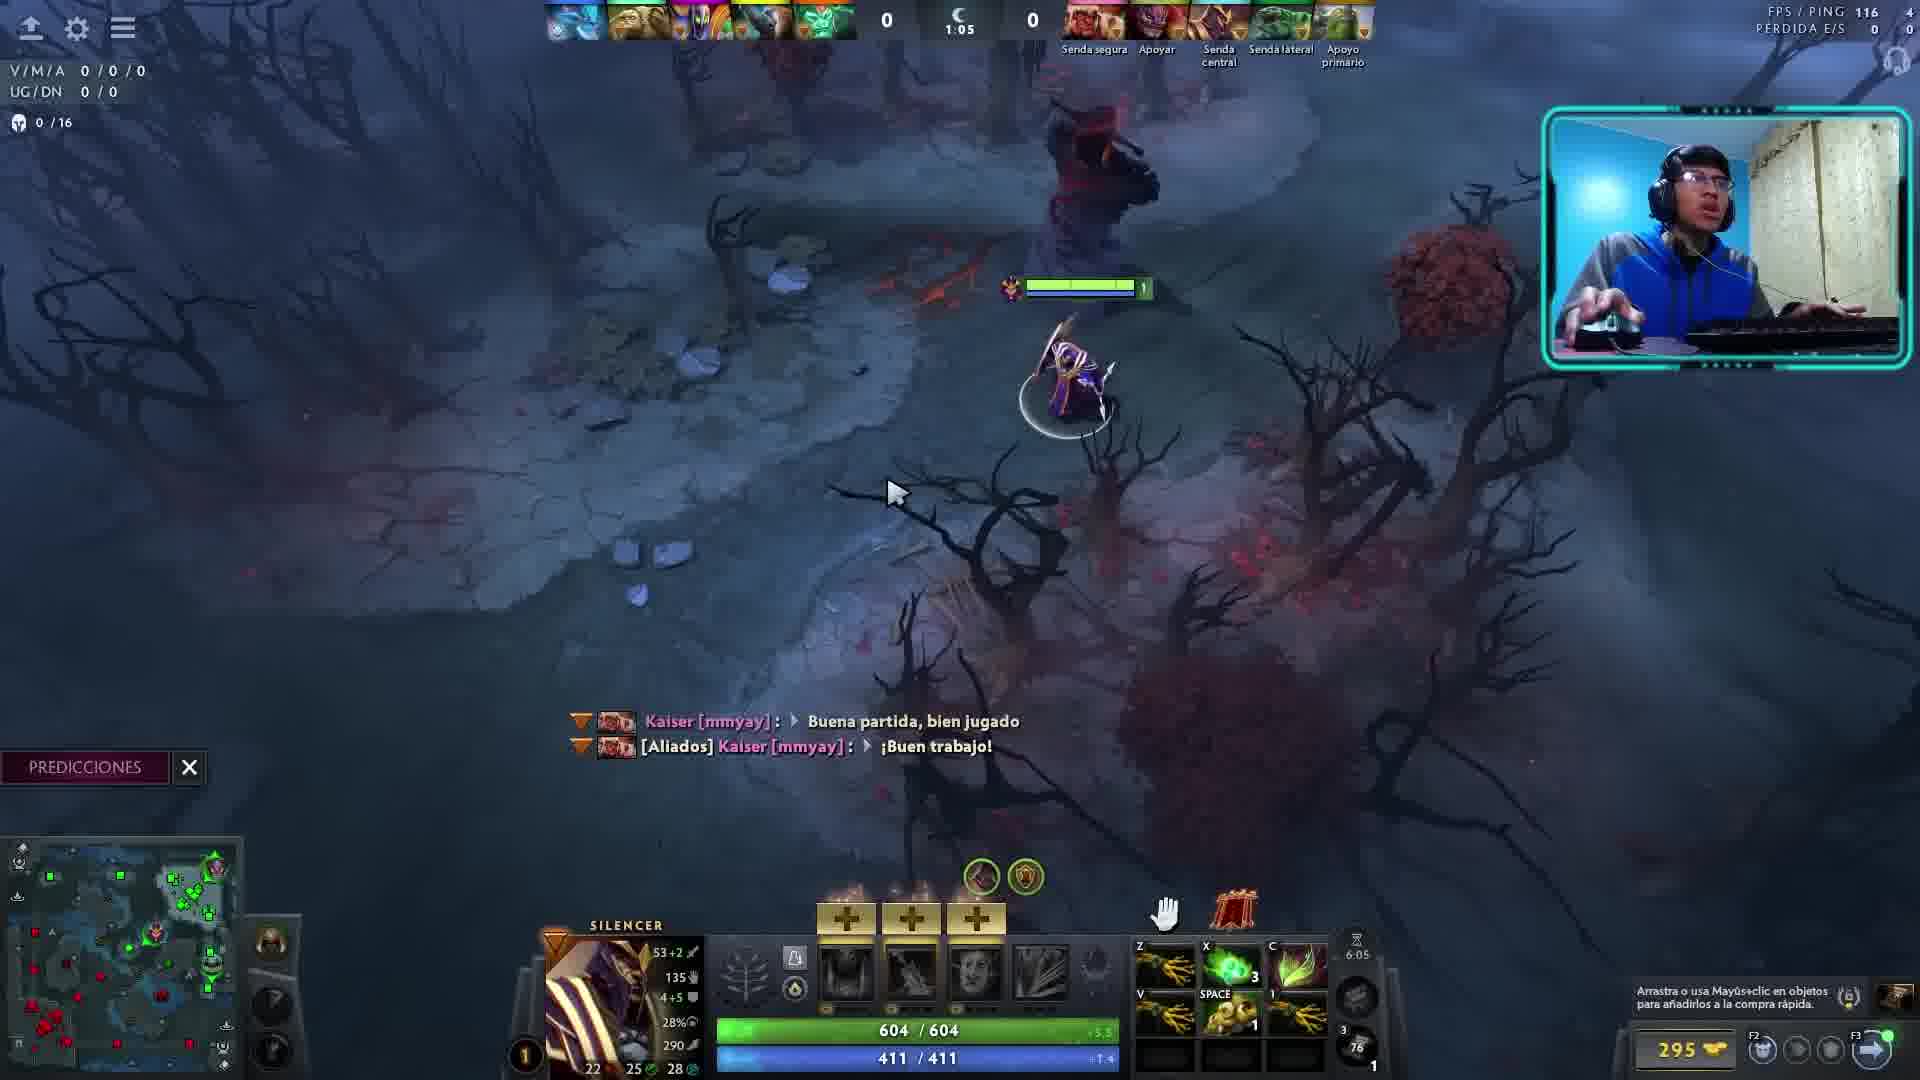 0
1:05
0
FPS / PING 116 4
PÉRDIDA E/S 0 0
Senda segura
Apoyar
Senda central
Senda lateral
Apoyo primario
V/M/A 0 / 0 / 0
UG/DN 0 / 0
0 /16
1
Kaiser [mmyay] : Buena partida, bien jugado
[Aliados] Kaiser [mmyay] : ¡Buen trabajo!
PREDICCIONES
SILENCER
53+2
135
4+5
28%
290
22 25 28
1
604 / 604
+5.5
411 / 411
+1.4
Z X C
3
V SPACE 1
1
6:05
3
76
1
Arrastra o usa Mayús+clic en objetos
para añadirlos a la compra rápida.
295
F2
F3